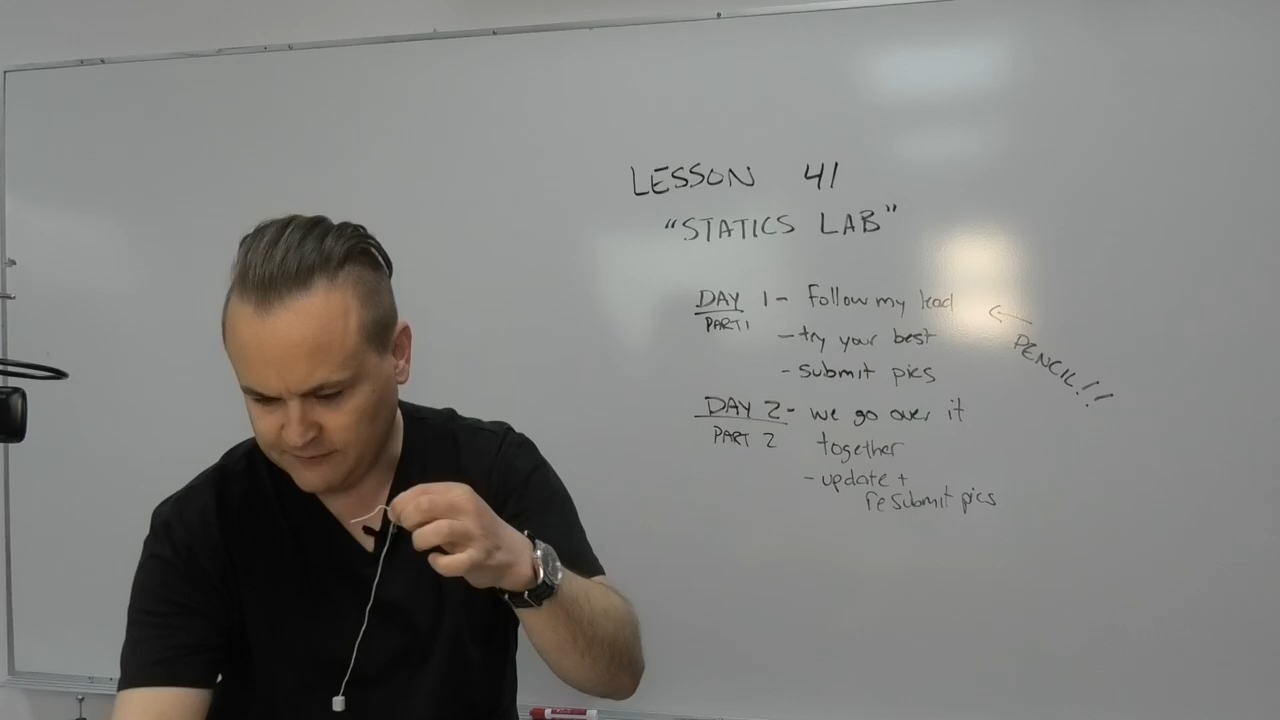 LESSON 41
"STATICS LAB"
DAY 1 - Follow my lead
PART 1
- try your best
- submit pics
← PENCIL!!
DAY 2 - we go over it
PART 2 together
- update +
resubmit pics